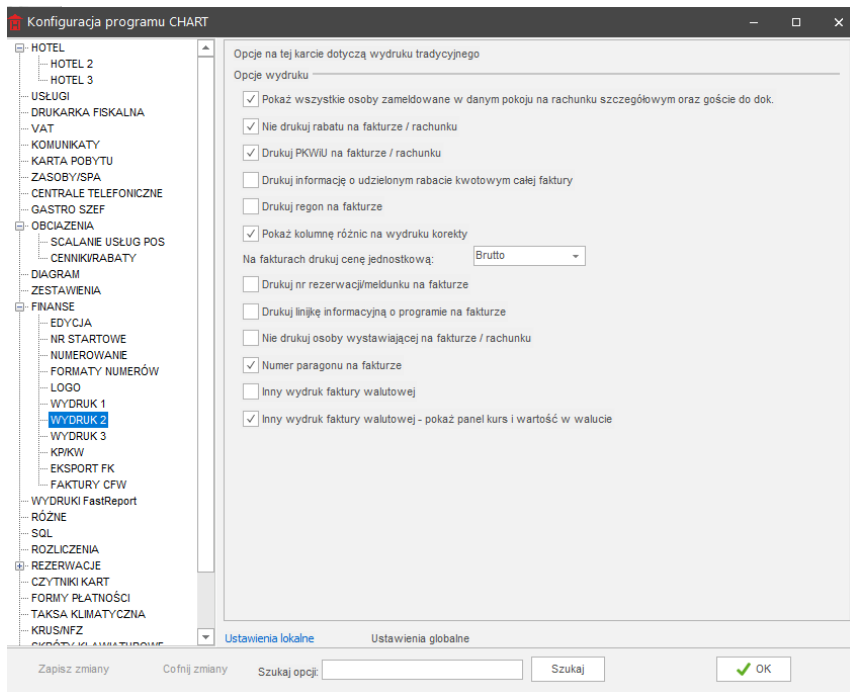 Konfiguracja programu CHART
HOTEL
HOTEL 2
HOTEL 3
USŁUGI
DRUKARKA FISKALNA
VAT
KOMUNIKATY
KARTA POBYTU
ZASOBY/SPA
CENTRALE TELEFONICZNE
GASTRO SZEF
OBCIAZENIA
SCALANIE USŁUG POS
CENNIKI/RABATY
DIAGRAM
ZESTAWIENIA
FINANSE
EDYCJA
NR STARTOWE
NUMEROWANIE
FORMATY NUMERÓW
LOGO
WYDRUK 1
WYDRUK 2
WYDRUK 3
KP/KW
EKSPORT FK
FAKTURY CFW
WYDRUKI FastReport
RÓŻNE
SQL
ROZLICZENIA
REZERWACJE
CZYTNIKI KART
FORMY PŁATNOŚCI
TAKSA KLIMATYCZNA
KRUS/NFZ
SKRÓTY KLAWIATUROWE
Opcje na tej karcie dotyczą wydruku tradycyjnego
Opcje wydruku
Pokaż wszystkie osoby zameldowane w danym pokoju na rachunku szczegółowym oraz goście do dok.
Nie drukuj rabatu na fakturze / rachunku
Drukuj PKWiU na fakturze / rachunku
Drukuj informację o udzielonym rabacie kwotowym całej faktury
Drukuj regon na fakturze
Pokaż kolumnę różnic na wydruku korekty
Na fakturach drukuj cenę jednostkową: Brutto
Drukuj nr rezerwacji/meldunku na fakturze
Drukuj linijkę informacyjną o programie na fakturze
Nie drukuj osoby wystawiającej na fakturze / rachunku
Numer paragonu na fakturze
Inny wydruk faktury walutowej
Inny wydruk faktury walutowej - pokaż panel kurs i wartość w walucie
Ustawienia lokalne Ustawienia globalne
Zapisz zmiany Cofnij zmiany Szukaj opcji: Szukaj OK